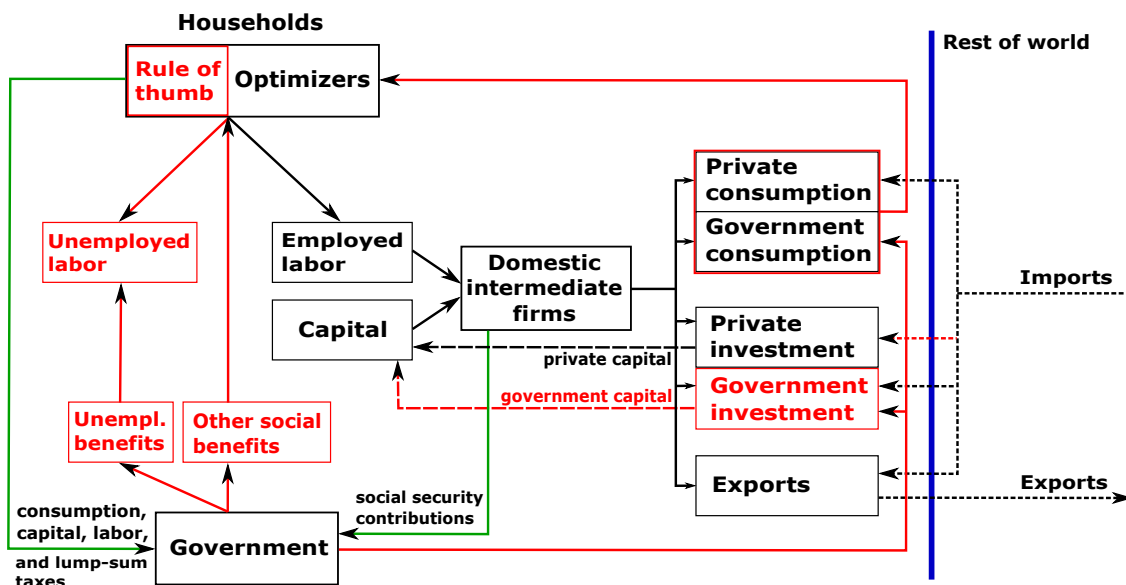 Households
Rest of world
Rule of
thumb
Optimizers
Private
consumption
Government
consumption
Unemployed
labor
Employed
labor
Domestic
intermediate
firms
Imports
Capital
Private
investment
private capital
government capital
Government
investment
Unempl.
benefits
Other social
benefits
Exports
Exports
social security
contributions
consumption,
capital, labor,
and lump-sum
taxes
Government